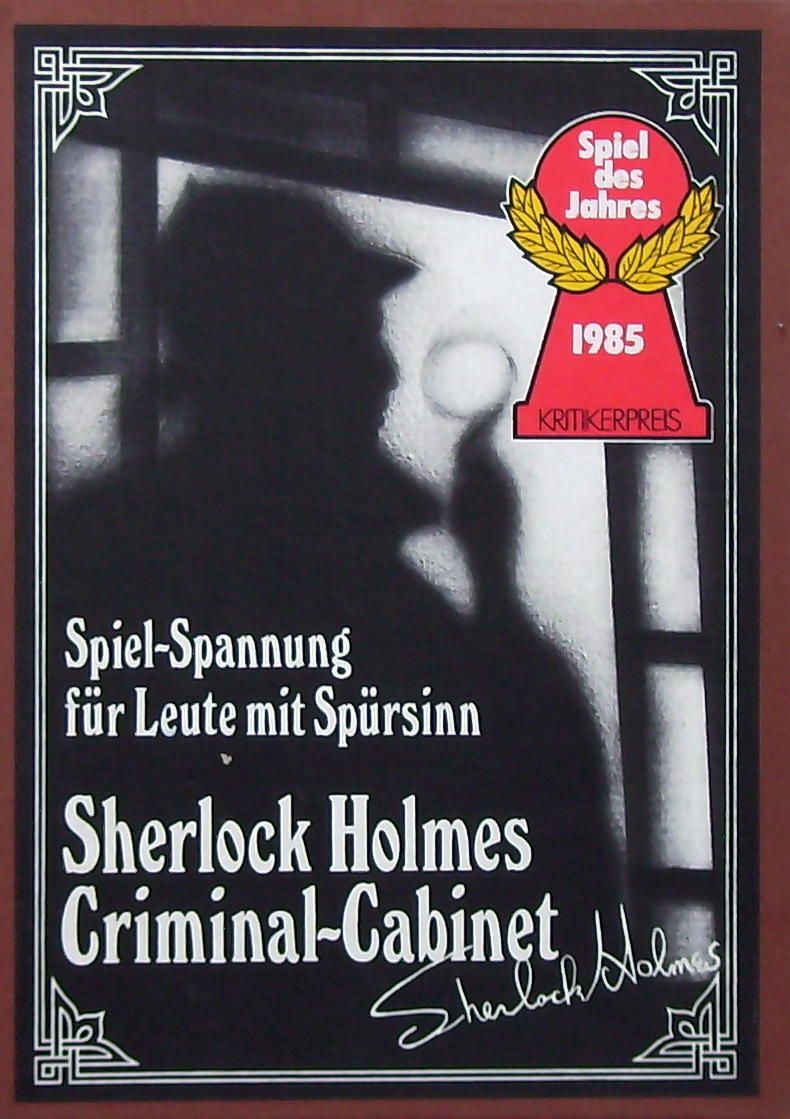 Spiel
des
Jahres
1985
KRITIKERPREIS
Spiel-Spannung
für Leute mit Spürsinn
Sherlock Holmes
Criminal-Cabinet
Sherlock Holmes